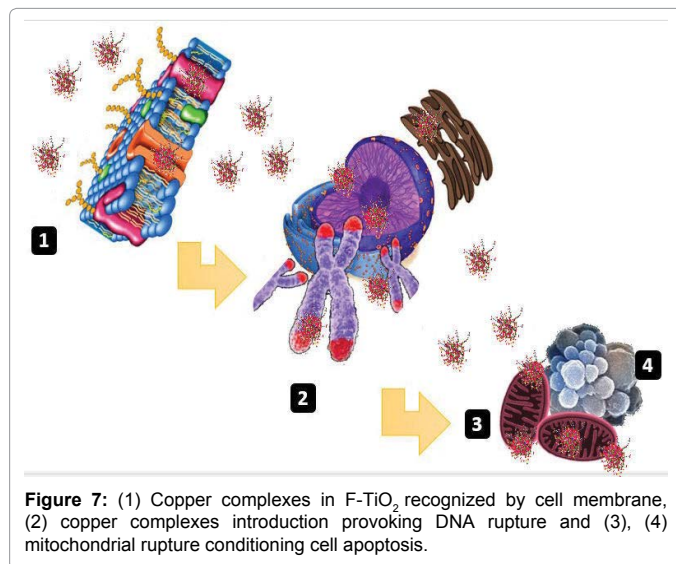 1
2
3
4
Figure 7: (1) Copper complexes in F-TiO2 recognized by cell membrane,
(2) copper complexes introduction provoking DNA rupture and (3), (4)
mitochondrial rupture conditioning cell apoptosis.